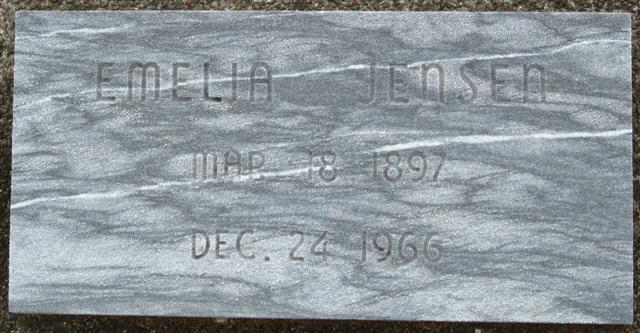 EMELIA JENSEN
MAR. 18 1897
DEC. 24 1966